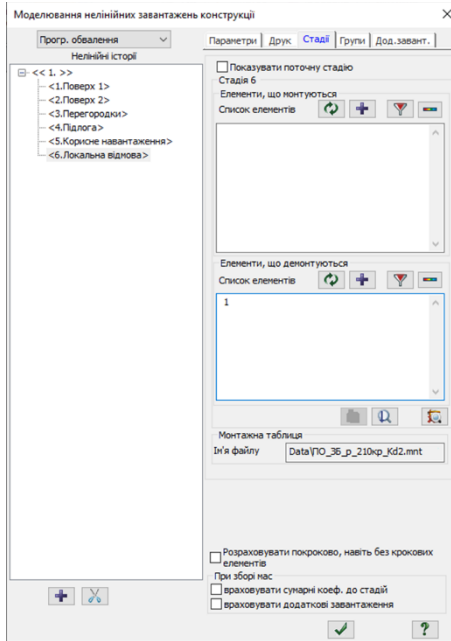 Моделювання нелінійних завантажень конструкції
Прогр. обвалення
Нелінійні історії
<< 1. >>
<1.Поверх 1>
<2.Поверх 2>
<3.Перегородки>
<4.Підлога>
<5.Корисне навантаження>
<6.Локальна відмова>
Параметри Друк Стадії Групи Дод.завант.
Показувати поточну стадію
Стадія 6
Елементи, що монтуються
Список елементів
Елементи, що демонтуються
Список елементів
1
Монтажна таблиця
Ім'я файлу Data\ПО_ЗБ_р_210кр_Kd2.mnt
Розраховувати покроково, навіть без крокових
елементів
При зборі мас
враховувати сумарні коеф. до стадій
враховувати додаткові завантаження
?